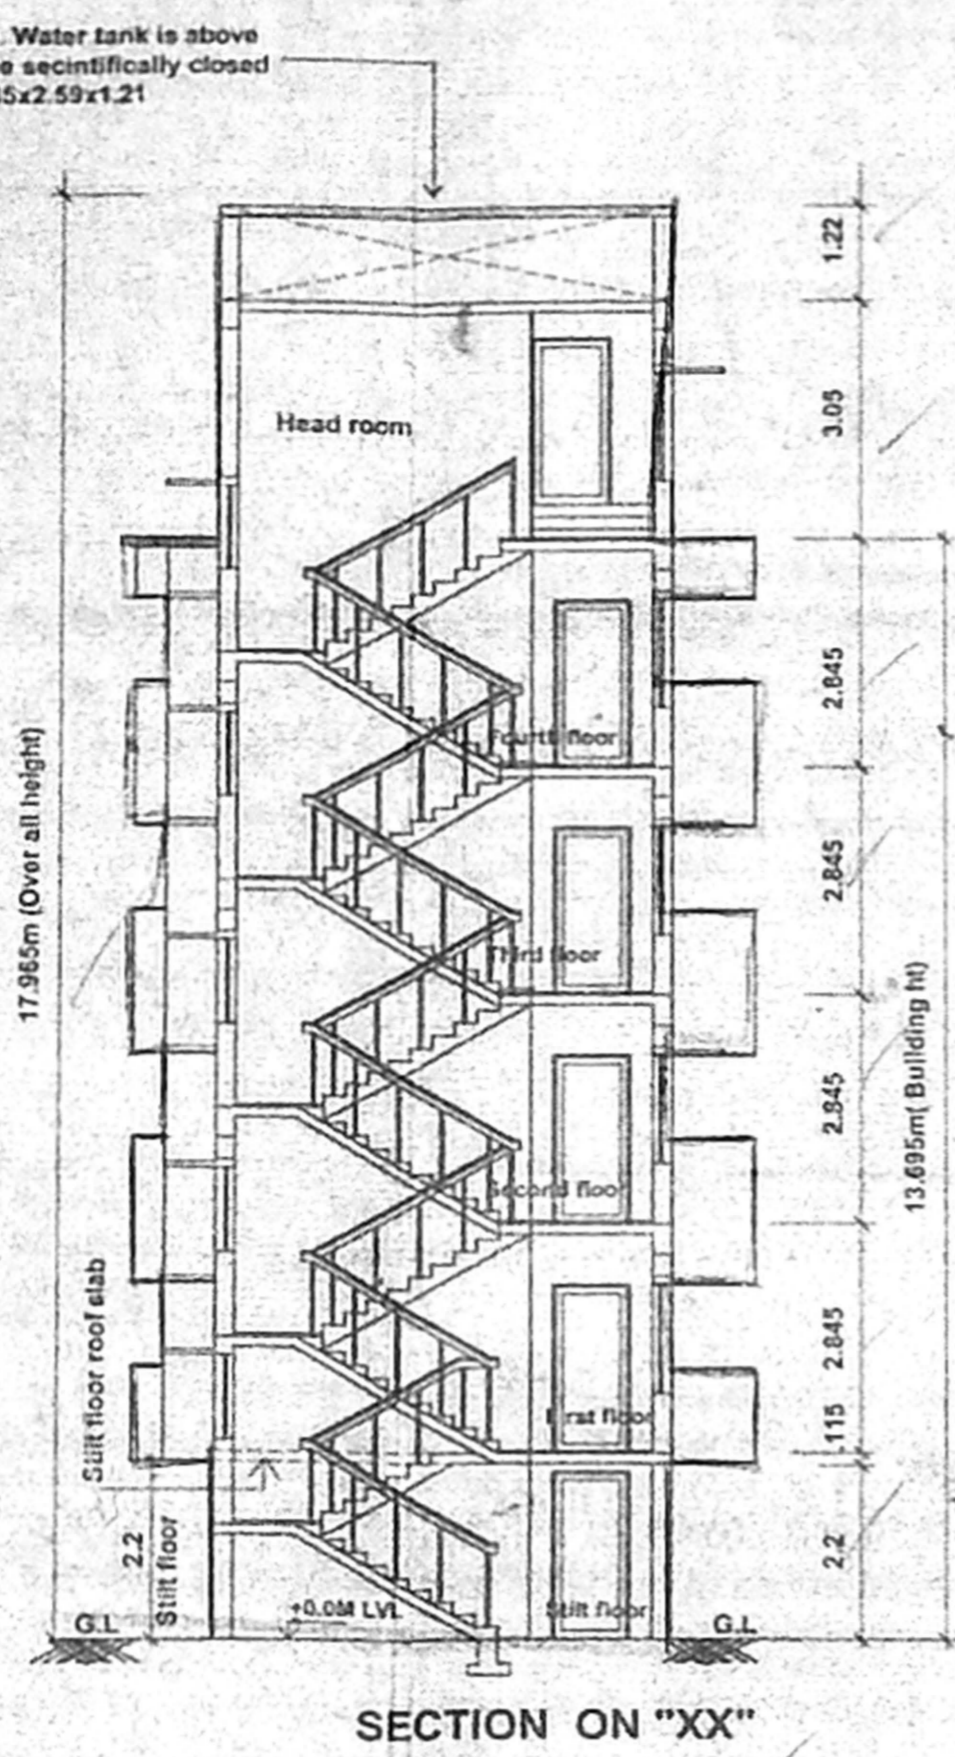 . Water tank is above
e secintifically closed
5x2.59x1.21
1.22
3.05
Head room
2.845
Fourth floor
17.965m (Over all height)
2.845
Third floor
13.695m( Building ht)
2.845
Second floor
Stilt floor roof slab
2.845
First floor
.115
2.2
Stilt floor
2.2
±0.0M LVL
Stilt floor
G.L
G.L
SECTION ON "XX"